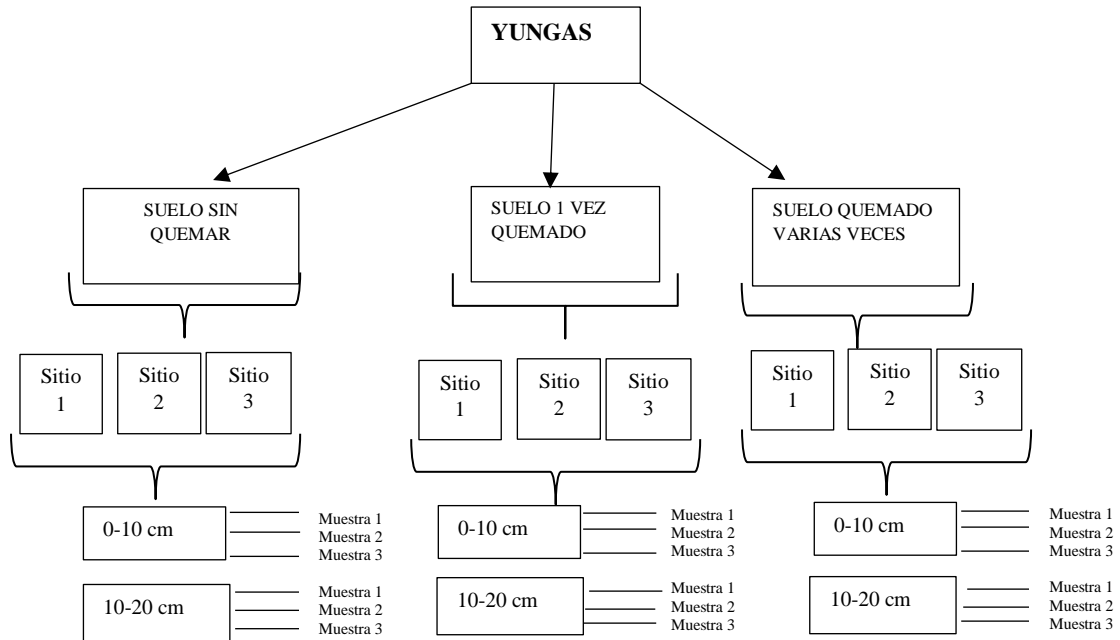 YUNGAS
SUELO SIN
QUEMAR
SUELO 1 VEZ
QUEMADO
SUELO QUEMADO
VARIAS VECES
Sitio
1
Sitio
2
Sitio
3
Sitio
1
Sitio
2
Sitio
3
Sitio
1
Sitio
2
Sitio
3
0-10 cm
Muestra 1
Muestra 2
Muestra 3
10-20 cm
Muestra 1
Muestra 2
Muestra 3
0-10 cm
Muestra 1
Muestra 2
Muestra 3
10-20 cm
Muestra 1
Muestra 2
Muestra 3
0-10 cm
Muestra 1
Muestra 2
Muestra 3
10-20 cm
Muestra 1
Muestra 2
Muestra 3